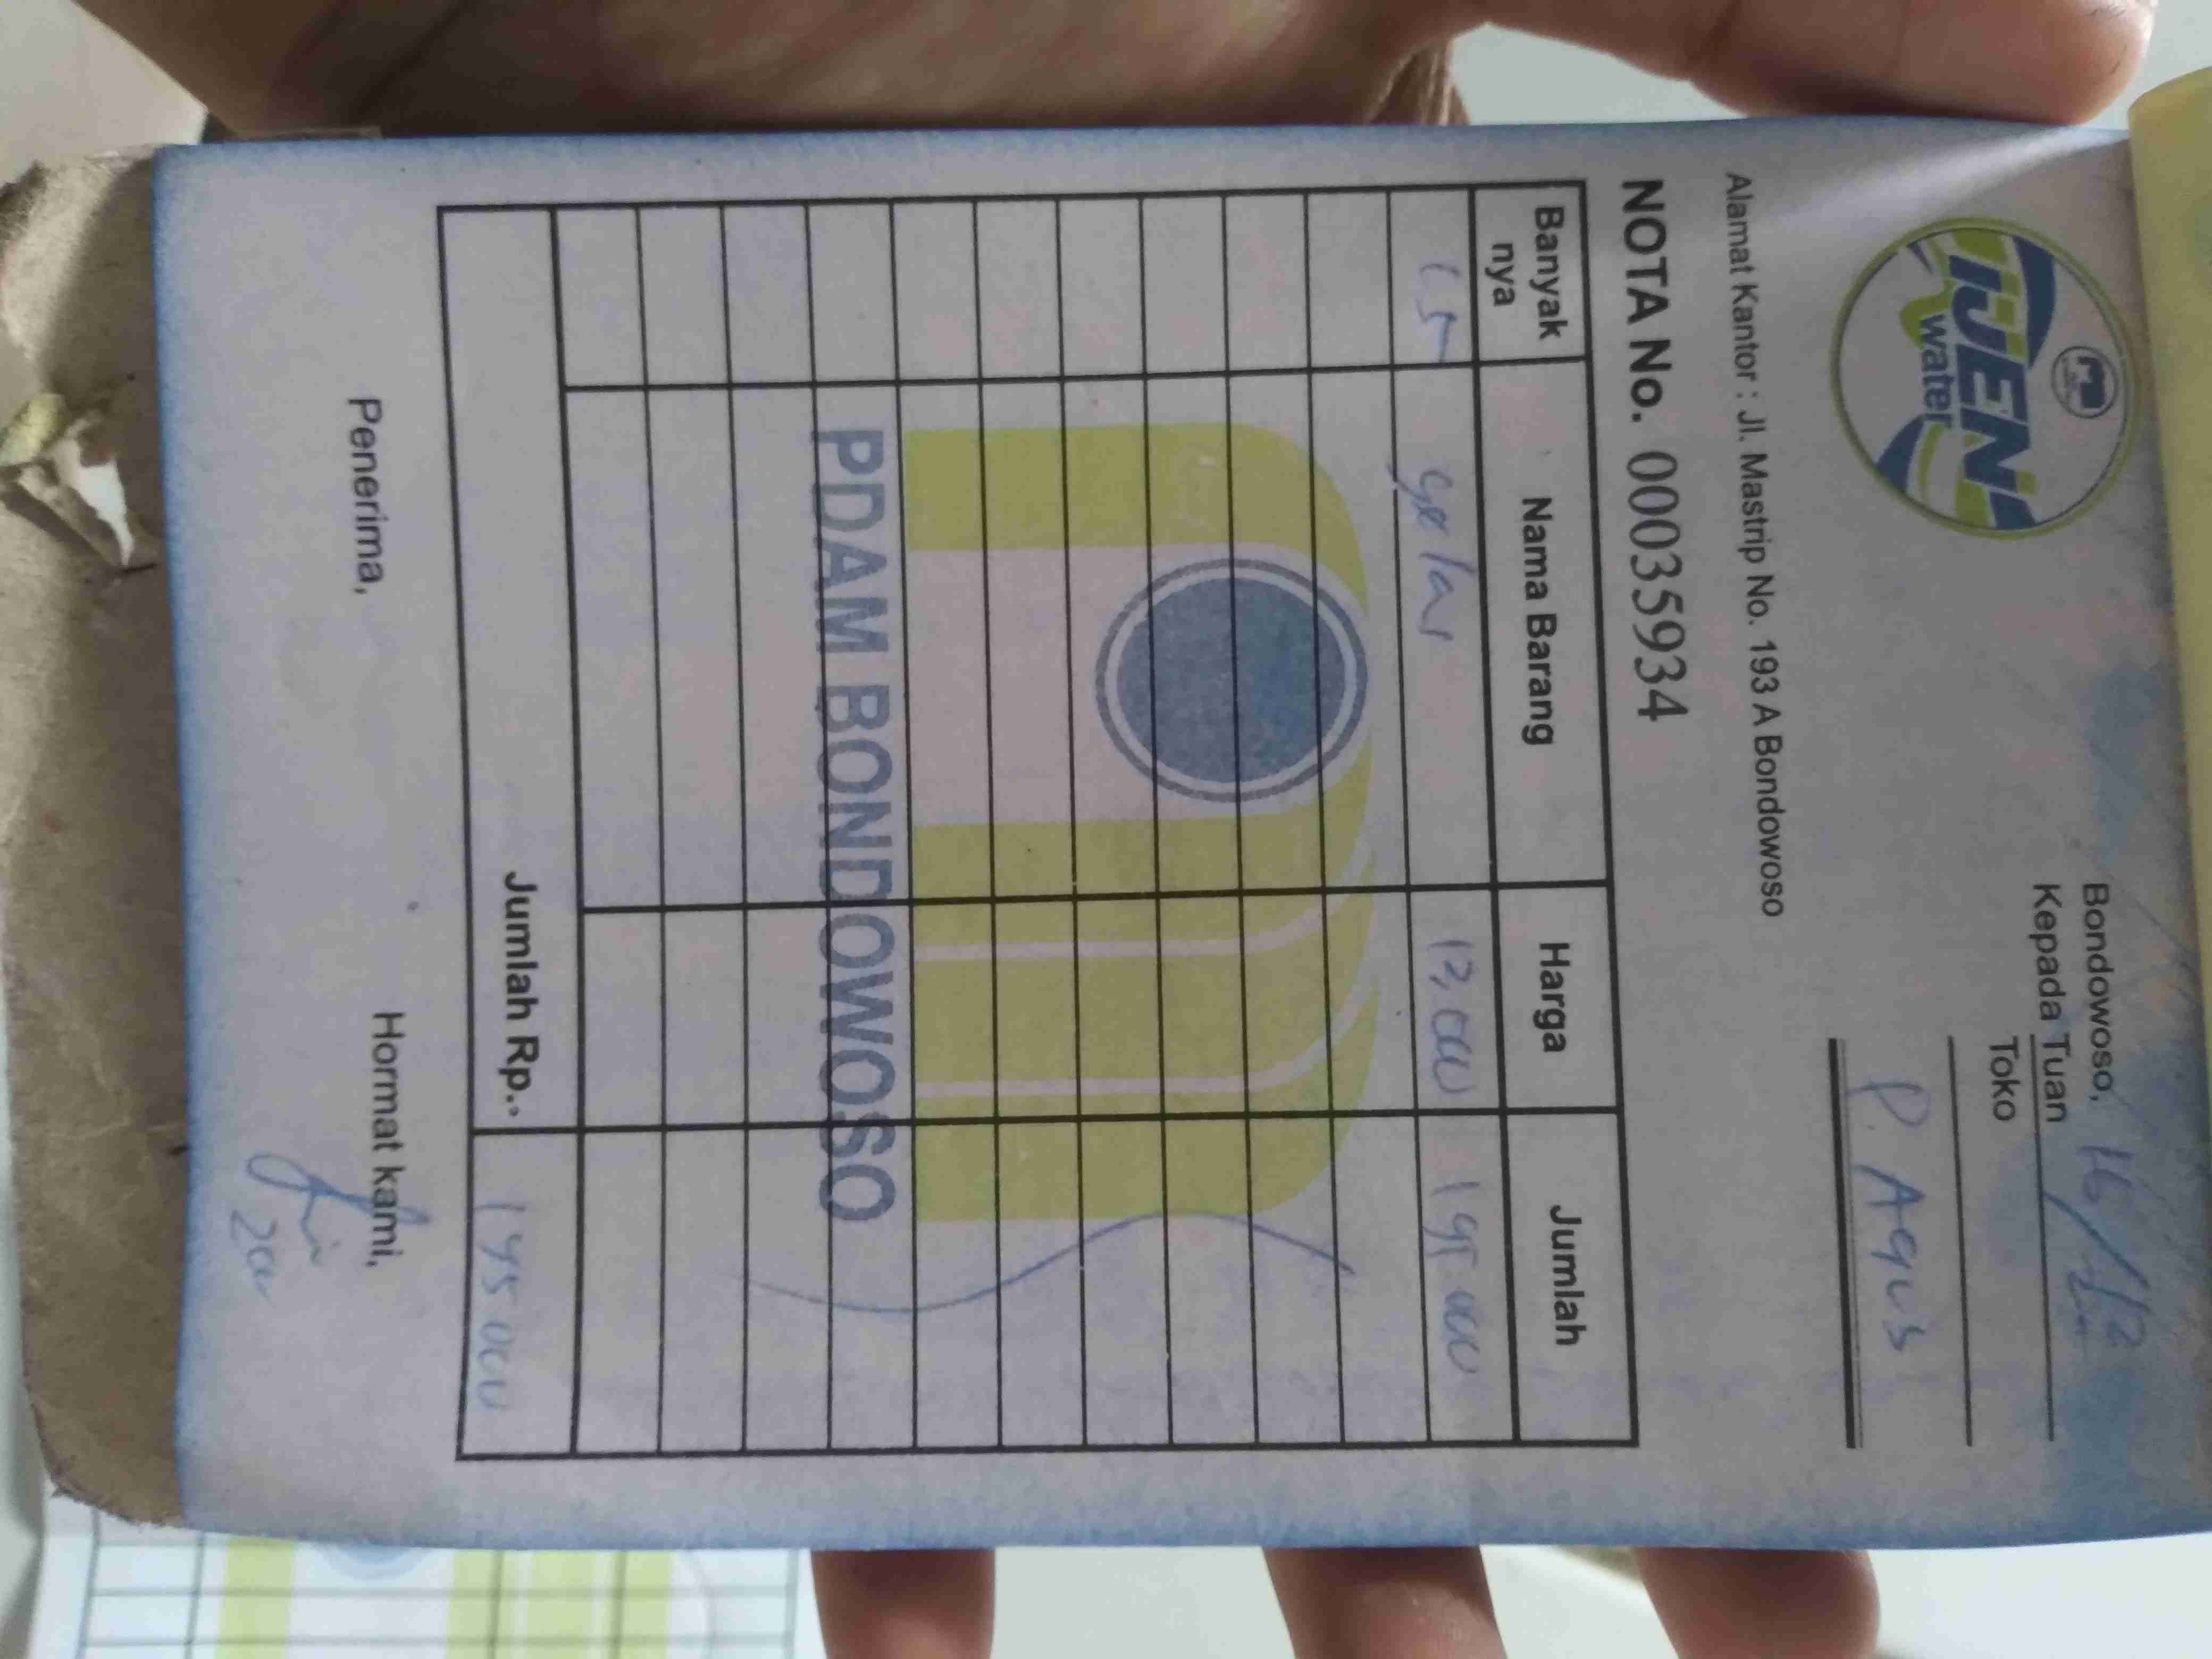 IJEN
water
Bondowoso, 16/12
Kepada Tuan
Toko
P. Agus
Alamat Kantor : Jl. Mastrip No. 193 A Bondowoso
NOTA No. 00035934
Banyak nya Nama Barang Harga Jumlah
15 gelas 13.000 195.000
PDAM BONDOWOSO
Jumlah Rp. 195 000
Penerima, Hormat kami,